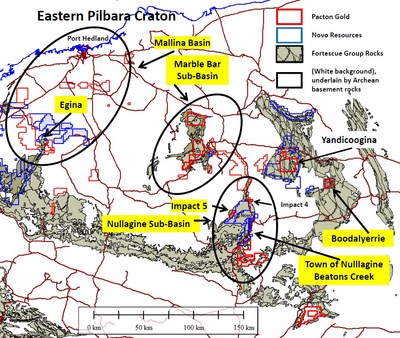 Eastern Pilbara Craton
Port Hedland
Mallina Basin
Marble Bar
Sub-Basin
Egina
Pacton Gold
Novo Resources
Fortescue Group Rocks
(White background),
underlain by Archean
basement rocks
Yandicoogina
Impact 5
Impact 4
Nullagine Sub-Basin
Boodalyerrie
Town of Nulllagine
Beatons Creek
0 km 50 km 100 km 150 km